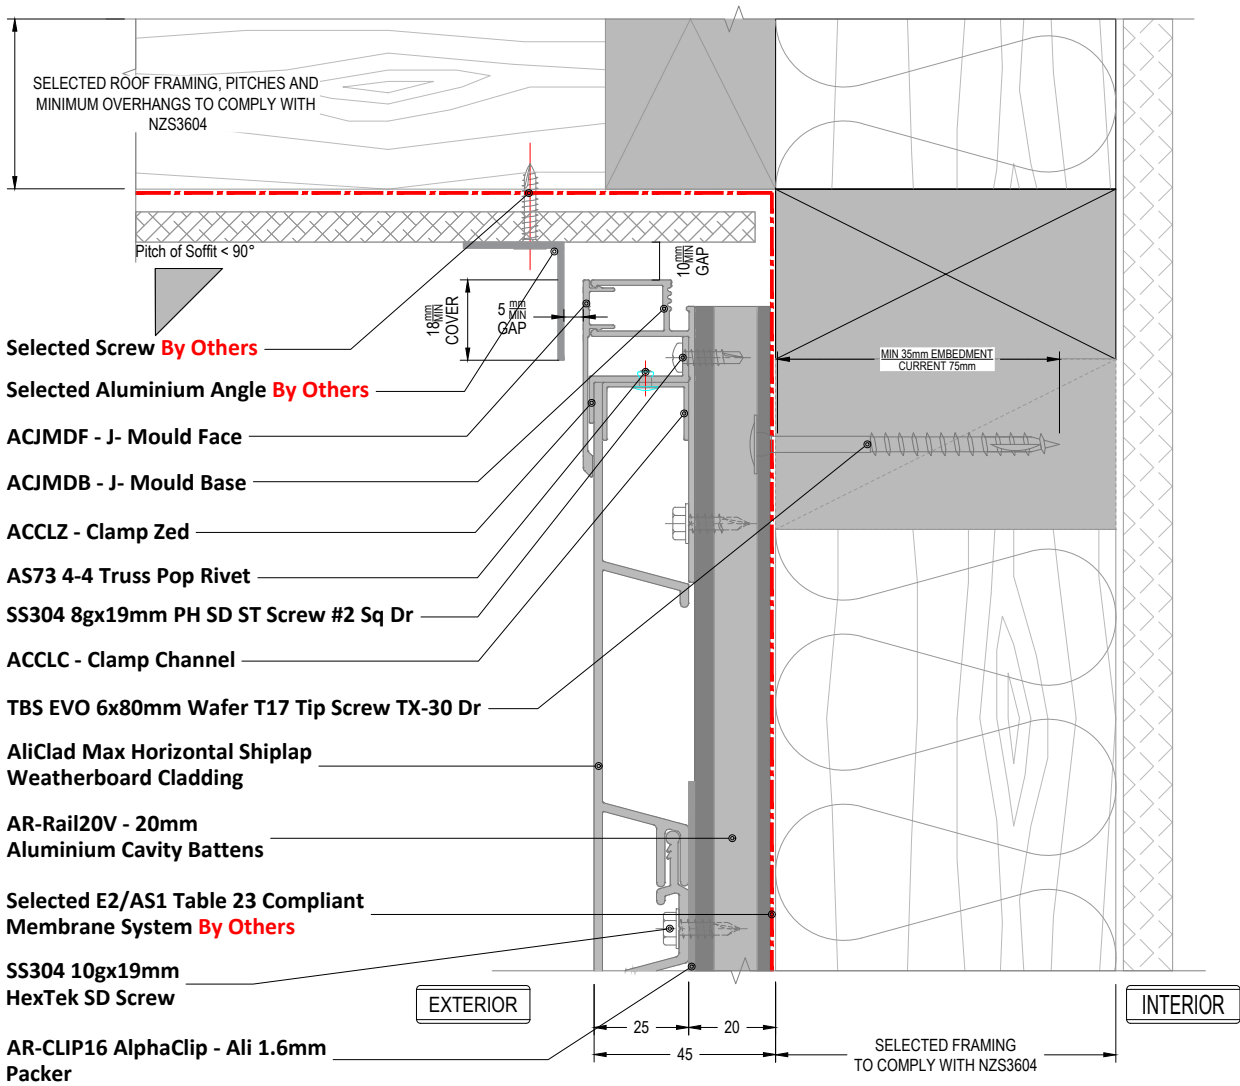 SELECTED ROOF FRAMING, PITCHES AND
MINIMUM OVERHANGS TO COMPLY WITH
NZS3604
Pitch of Soffit < 90°
18mm MIN
COVER
5 mm MIN
GAP
10mm MIN
GAP
MIN 35mm EMBEDMENT
CURRENT 75mm
Selected Screw By Others
Selected Aluminium Angle By Others
ACJMDF - J- Mould Face
ACJMDB - J- Mould Base
ACCLZ - Clamp Zed
AS73 4-4 Truss Pop Rivet
SS304 8gx19mm PH SD ST Screw #2 Sq Dr
ACCLC - Clamp Channel
TBS EVO 6x80mm Wafer T17 Tip Screw TX-30 Dr
AliClad Max Horizontal Shiplap
Weatherboard Cladding
AR-Rail20V - 20mm
Aluminium Cavity Battens
Selected E2/AS1 Table 23 Compliant
Membrane System By Others
SS304 10gx19mm
HexTek SD Screw
AR-CLIP16 AlphaClip - Ali 1.6mm
Packer
EXTERIOR
INTERIOR
25
20
45
SELECTED FRAMING
TO COMPLY WITH NZS3604